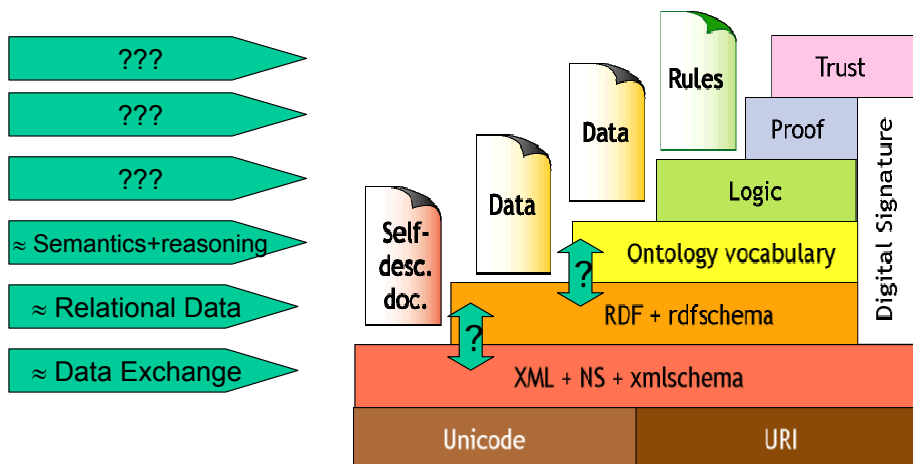 ???
???
???
≈ Semantics+reasoning
≈ Relational Data
≈ Data Exchange
Self-
desc.
doc.
Data
Data
Rules
Trust
Proof
Logic
Ontology vocabulary
?
RDF + rdfschema
?
XML + NS + xmlschema
Unicode
URI
Digital Signature